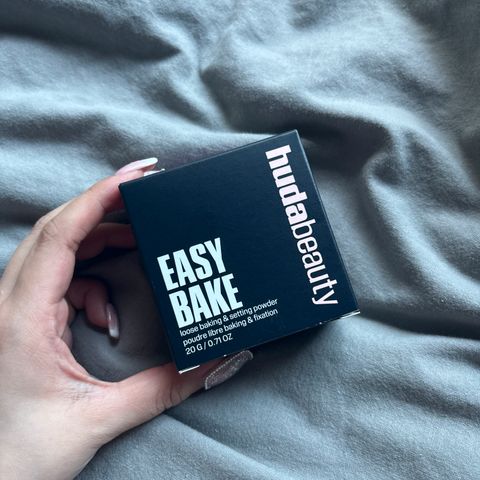 hudabeauty
EASY
BAKE
loose baking & setting powder
poudre libre baking & fixation
20 G / 0.71 OZ